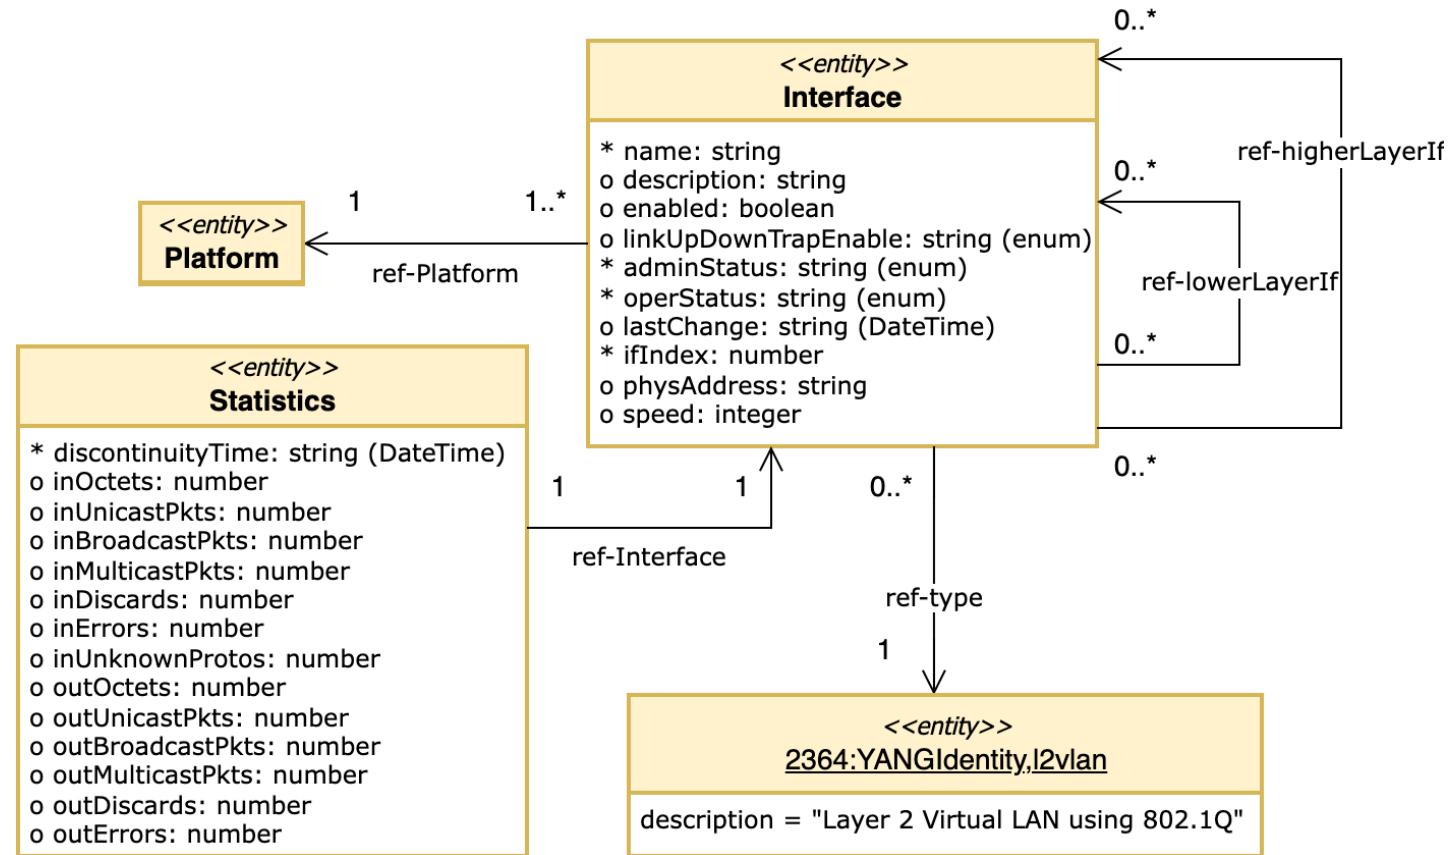 0..*
<<entity>>
Interface
* name: string
o description: string
o enabled: boolean
o linkUpDownTrapEnable: string (enum)
* adminStatus: string (enum)
* operStatus: string (enum)
o lastChange: string (DateTime)
* ifIndex: number
o physAddress: string
o speed: integer
ref-higherLayerIf
0..*
ref-lowerLayerIf
0..*
0..*
1
1..*
<<entity>>
Platform
ref-Platform
<<entity>>
Statistics
* discontinuityTime: string (DateTime)
o inOctets: number
o inUnicastPkts: number
o inBroadcastPkts: number
o inMulticastPkts: number
o inDiscards: number
o inErrors: number
o inUnknownProtos: number
o outOctets: number
o outUnicastPkts: number
o outBroadcastPkts: number
o outMulticastPkts: number
o outDiscards: number
o outErrors: number
1
1
ref-Interface
0..*
ref-type
1
<<entity>>
2364:YANGIdentity,l2vlan
description = "Layer 2 Virtual LAN using 802.1Q"